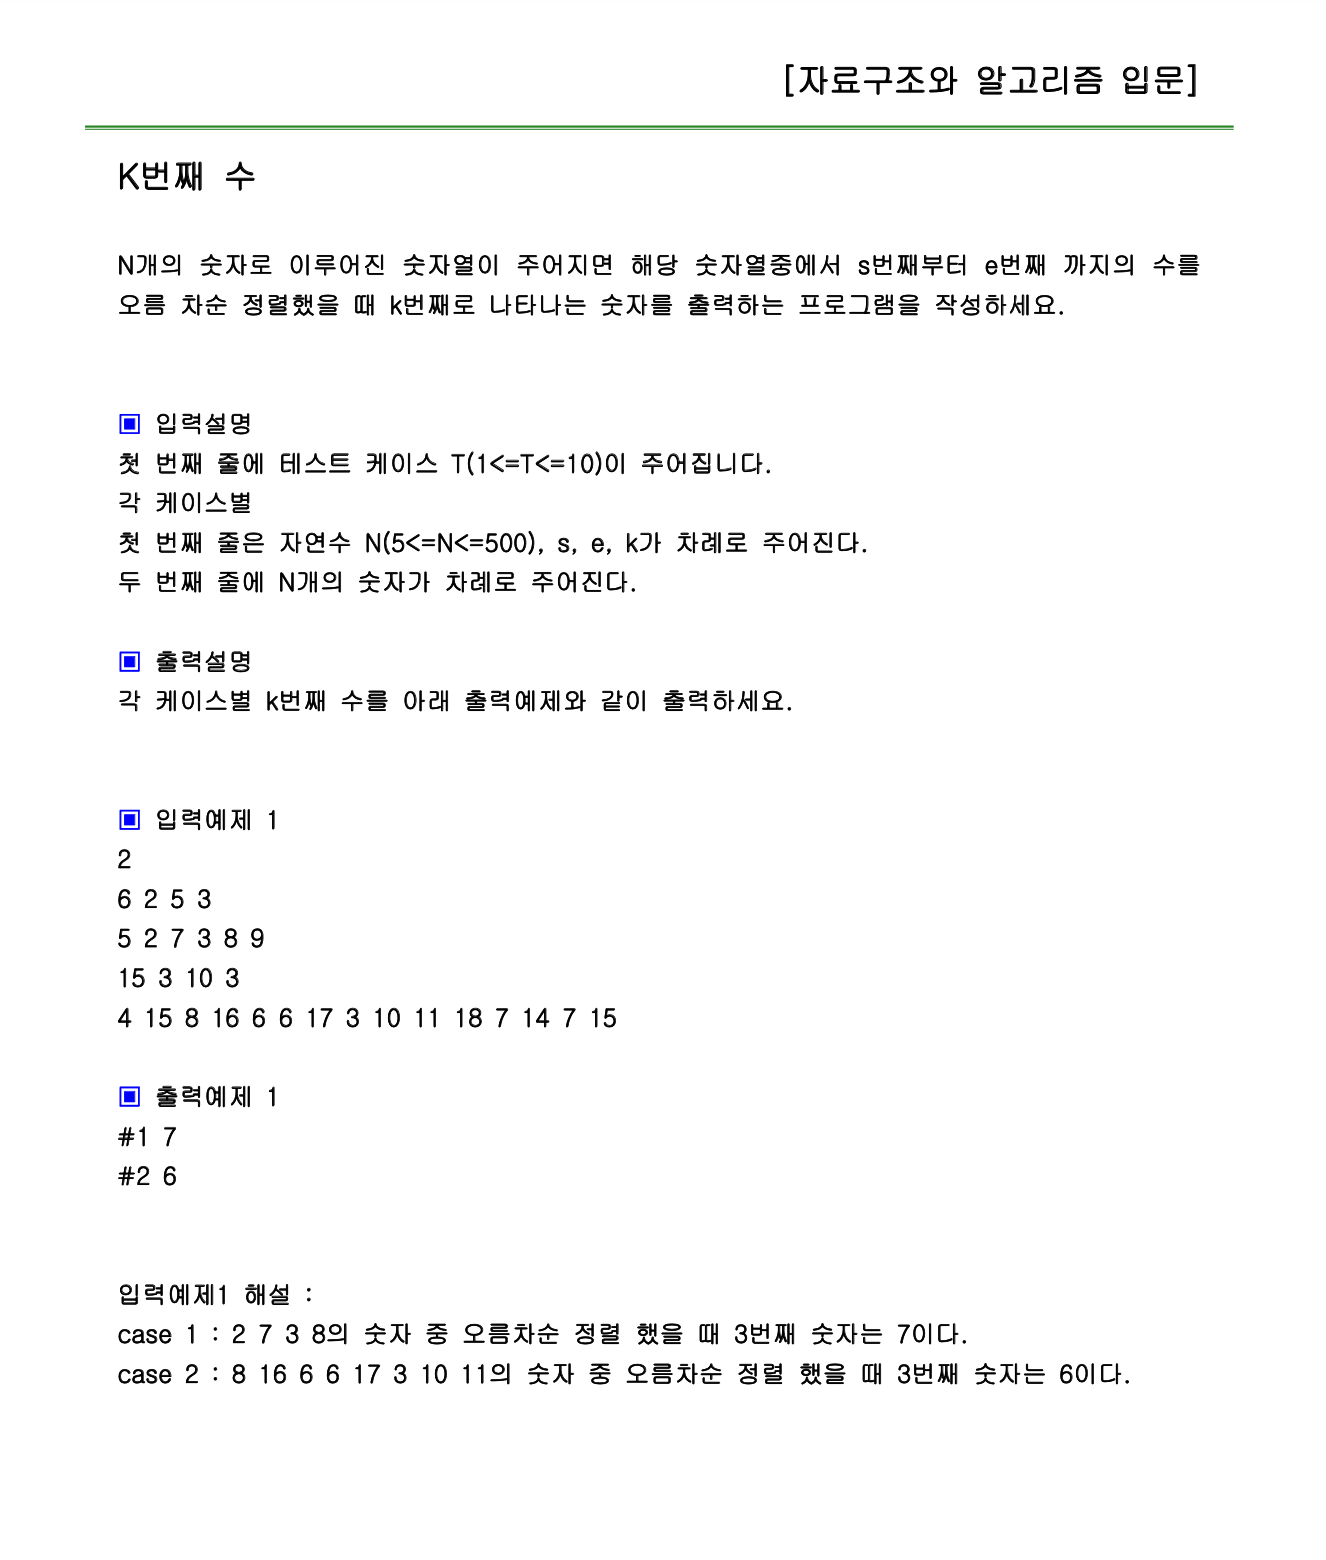 [자료구조와 알고리즘 입문]
K번째 수
N개의 숫자로 이루어진 숫자열이 주어지면 해당 숫자열중에서 s번째부터 e번째 까지의 수를
오름 차순 정렬했을 때 k번째로 나타나는 숫자를 출력하는 프로그램을 작성하세요.
▣ 입력설명
첫 번째 줄에 테스트 케이스 T(1<=T<=10)이 주어집니다.
각 케이스별
첫 번째 줄은 자연수 N(5<=N<=500), s, e, k가 차례로 주어진다.
두 번째 줄에 N개의 숫자가 차례로 주어진다.
▣ 출력설명
각 케이스별 k번째 수를 아래 출력예제와 같이 출력하세요.
▣ 입력예제 1
2
6 2 5 3
5 2 7 3 8 9
15 3 10 3
4 15 8 16 6 6 17 3 10 11 18 7 14 7 15
▣ 출력예제 1
#1 7
#2 6
입력예제1 해설 :
case 1 : 2 7 3 8의 숫자 중 오름차순 정렬 했을 때 3번째 숫자는 7이다.
case 2 : 8 16 6 6 17 3 10 11의 숫자 중 오름차순 정렬 했을 때 3번째 숫자는 6이다.